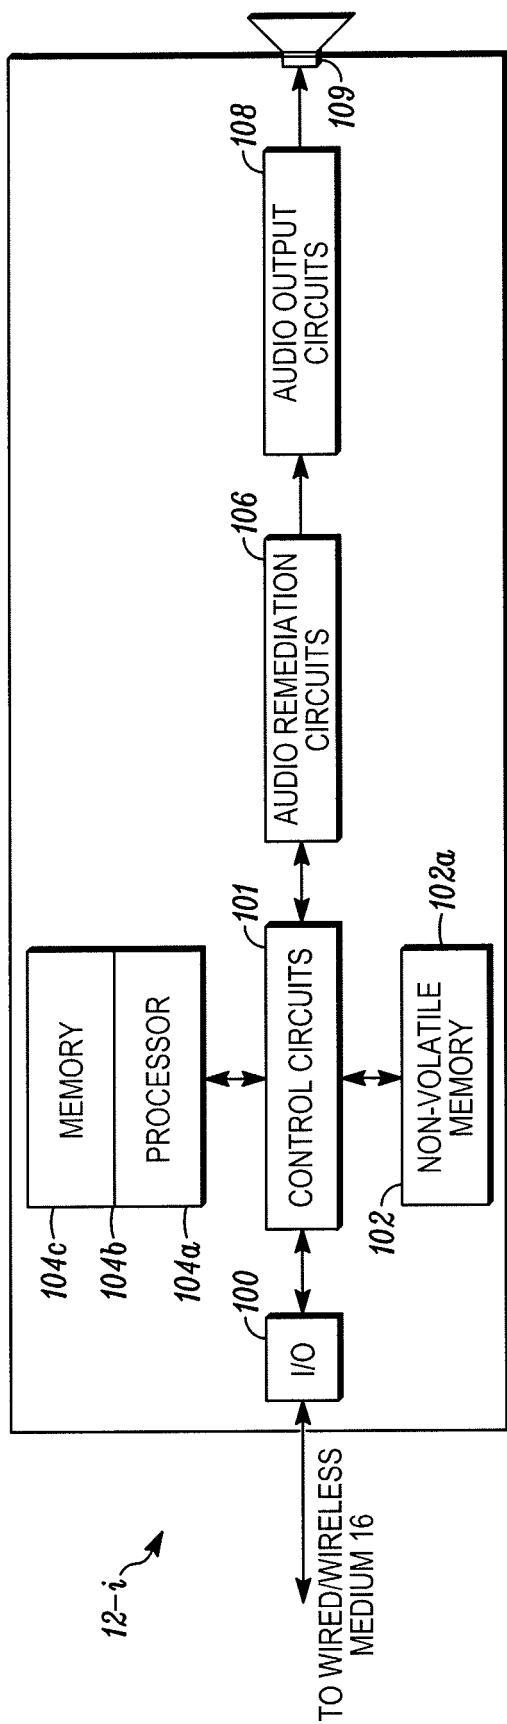 12-i
TO WIRED/WIRELESS
MEDIUM 16
I/O
100
104c
104b
104a
MEMORY
PROCESSOR
CONTROL CIRCUITS
101
102
NON-VOLATILE
MEMORY
102a
AUDIO REMEDIATION
CIRCUITS
106
AUDIO OUTPUT
CIRCUITS
108
109